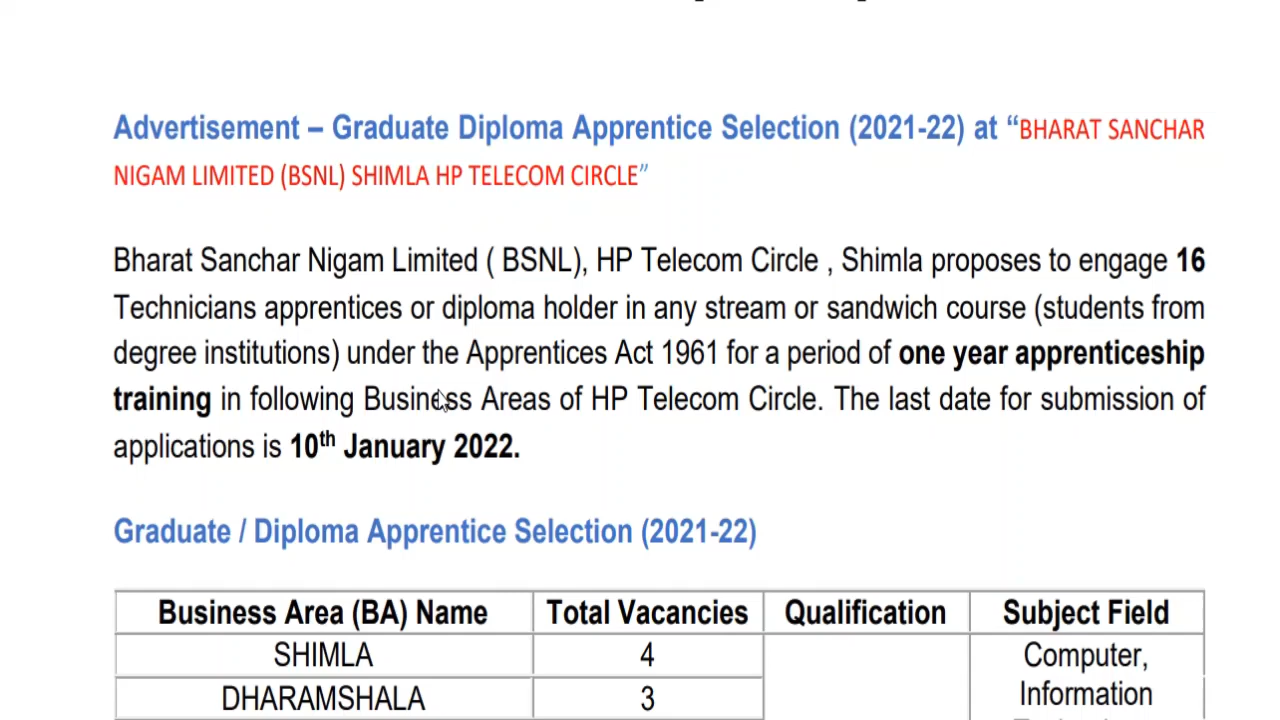 Advertisement – Graduate Diploma Apprentice Selection (2021-22) at “BHARAT SANCHAR
NIGAM LIMITED (BSNL) SHIMLA HP TELECOM CIRCLE”
Bharat Sanchar Nigam Limited ( BSNL), HP Telecom Circle , Shimla proposes to engage 16
Technicians apprentices or diploma holder in any stream or sandwich course (students from
degree institutions) under the Apprentices Act 1961 for a period of one year apprenticeship
training in following Business Areas of HP Telecom Circle. The last date for submission of
applications is 10th January 2022.
Graduate / Diploma Apprentice Selection (2021-22)
Business Area (BA) Name Total Vacancies Qualification Subject Field
SHIMLA 4 Computer,
DHARAMSHALA 3 Information